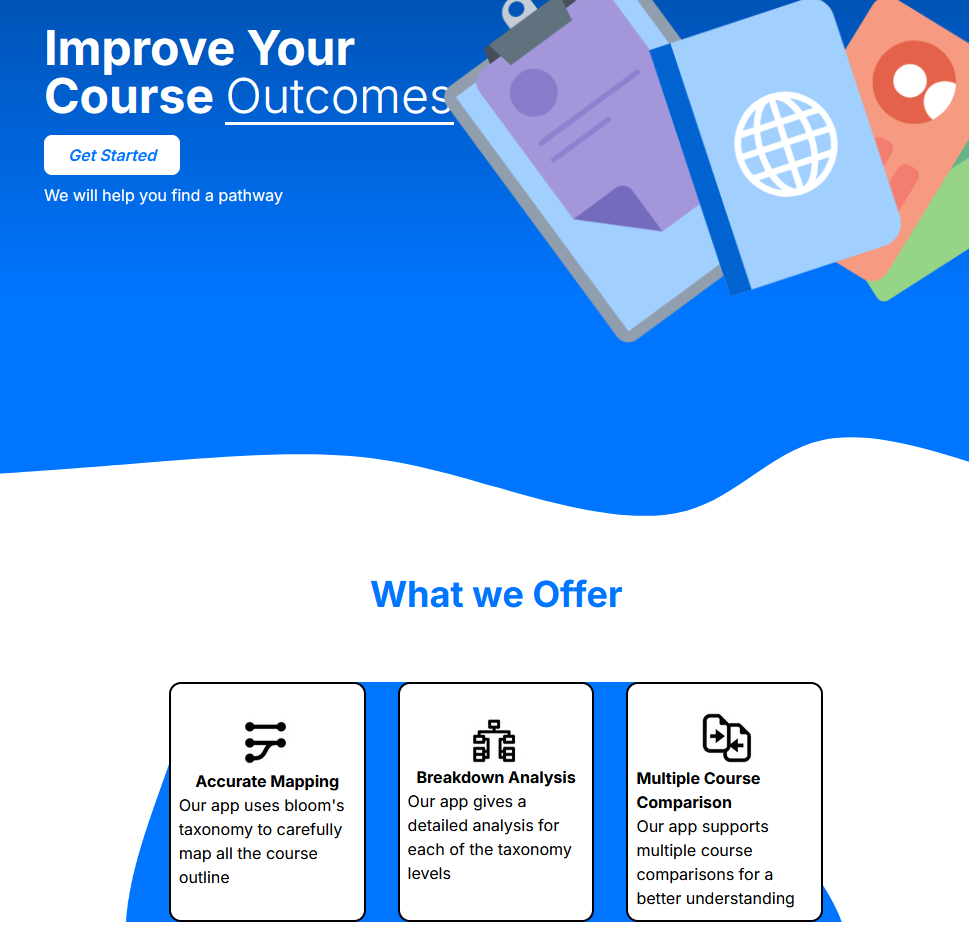 Improve Your
Course Outcomes
Get Started
We will help you find a pathway
What we Offer
Accurate Mapping
Our app uses bloom's
taxonomy to carefully
map all the course
outline
Breakdown Analysis
Our app gives a
detailed analysis for
each of the taxonomy
levels
Multiple Course
Comparison
Our app supports
multiple course
comparisons for a
better understanding